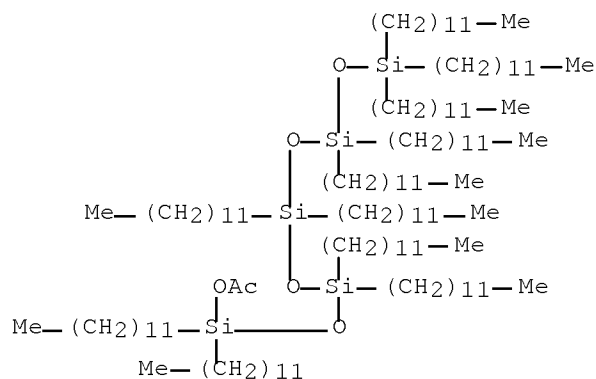 (CH2)11—Me
O—Si—(CH2)11—Me
(CH2)11—Me
O—Si—(CH2)11—Me
(CH2)11—Me
Me—(CH2)11—Si—(CH2)11—Me
(CH2)11—Me
OAc O—Si—(CH2)11—Me
Me—(CH2)11—Si—O
Me—(CH2)11